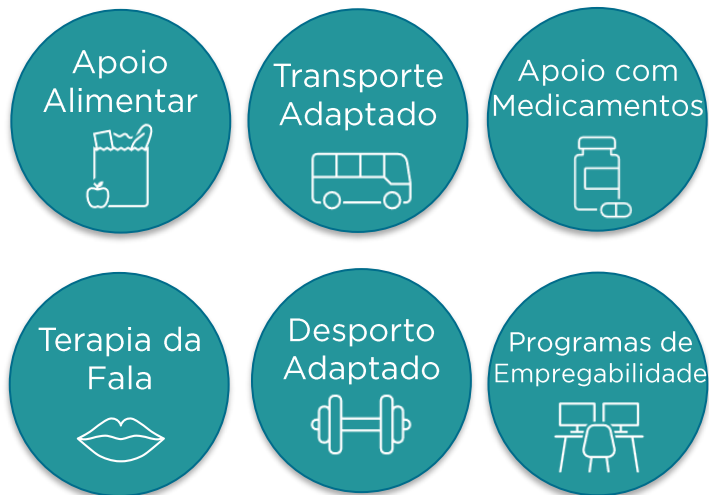 Apoio
Alimentar
Transporte
Adaptado
Apoio com
Medicamentos
Terapia da
Fala
Desporto
Adaptado
Programas de
Empregabilidade